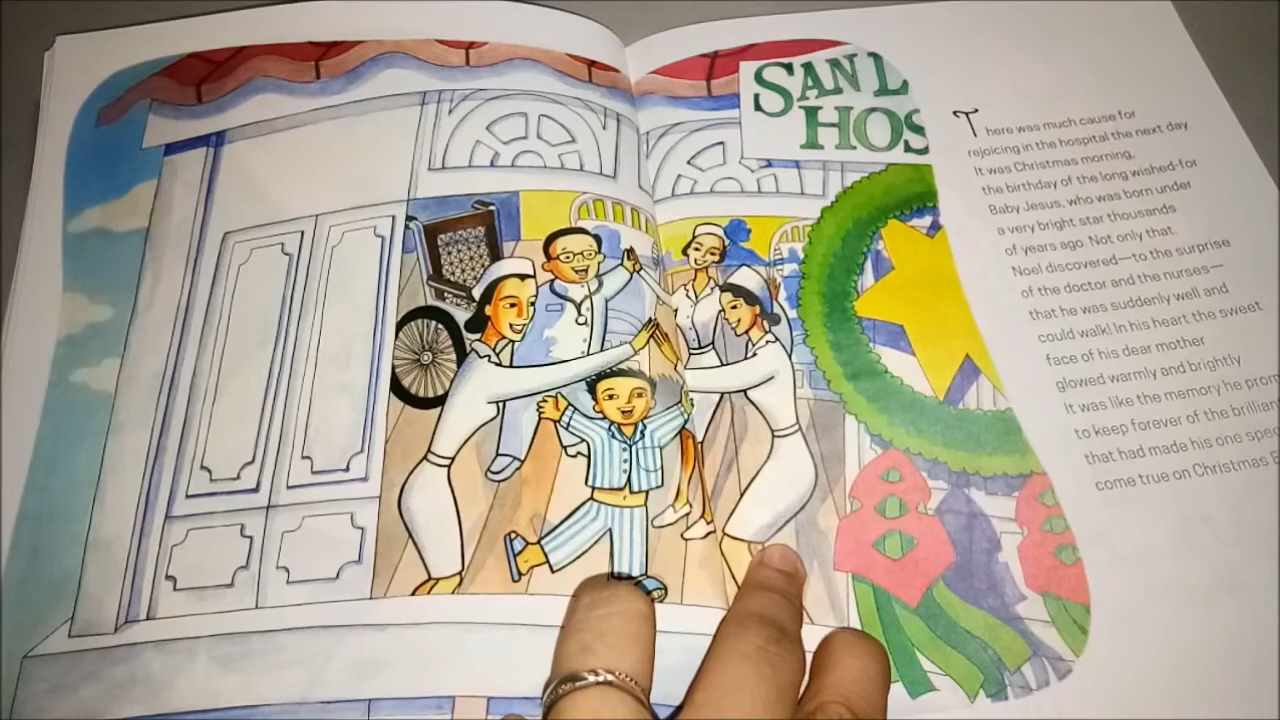 SAN L
HOS
There was much cause for
rejoicing in the hospital the next day.
It was Christmas morning,
the birthday of the long wished-for
Baby Jesus, who was born under
a very bright star thousands
of years ago. Not only that.
Noel discovered—to the surprise
of the doctor and the nurses—
that he was suddenly well and
could walk! In his heart the sweet
face of his dear mother
glowed warmly and brightly
It was like the memory he prom
to keep forever of the brillian
that had made his one spec
come true on Christmas E